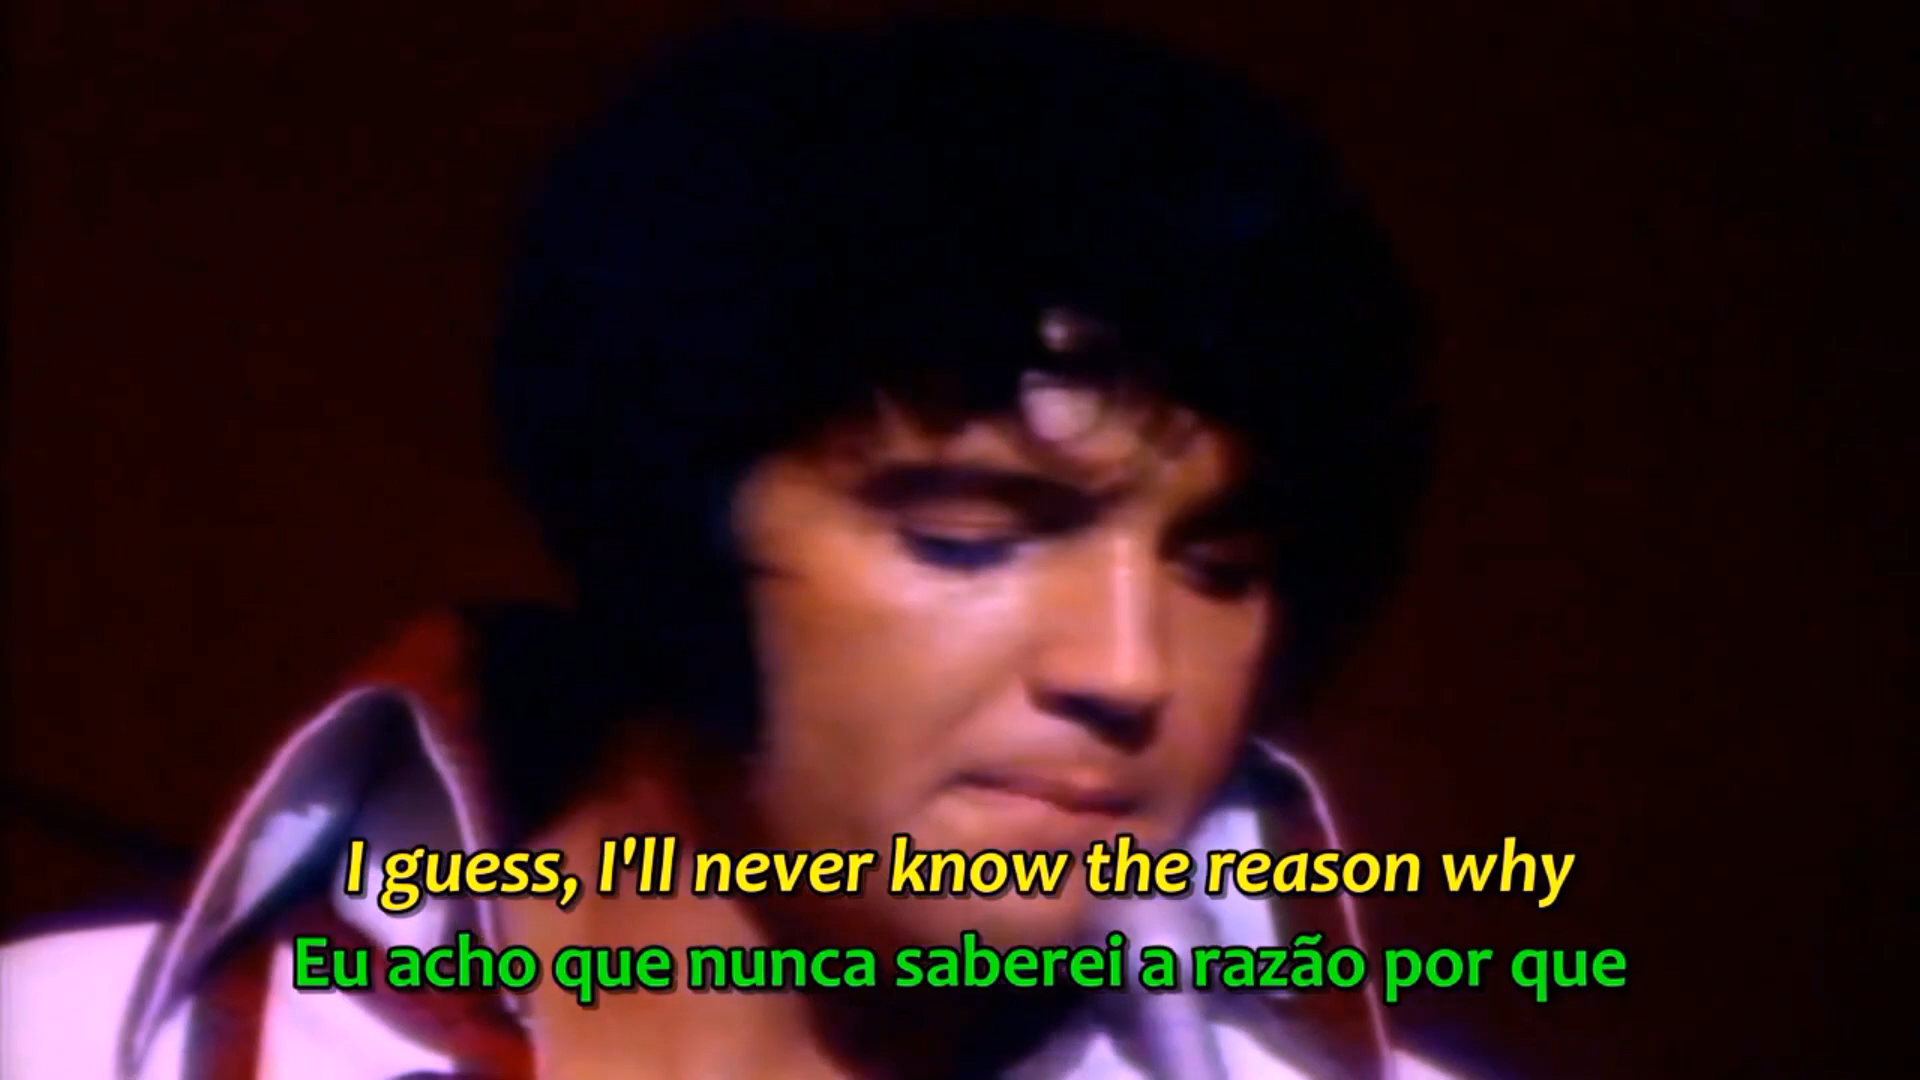 I guess, I'll never know the reason why
Eu acho que nunca saberei a razão por que